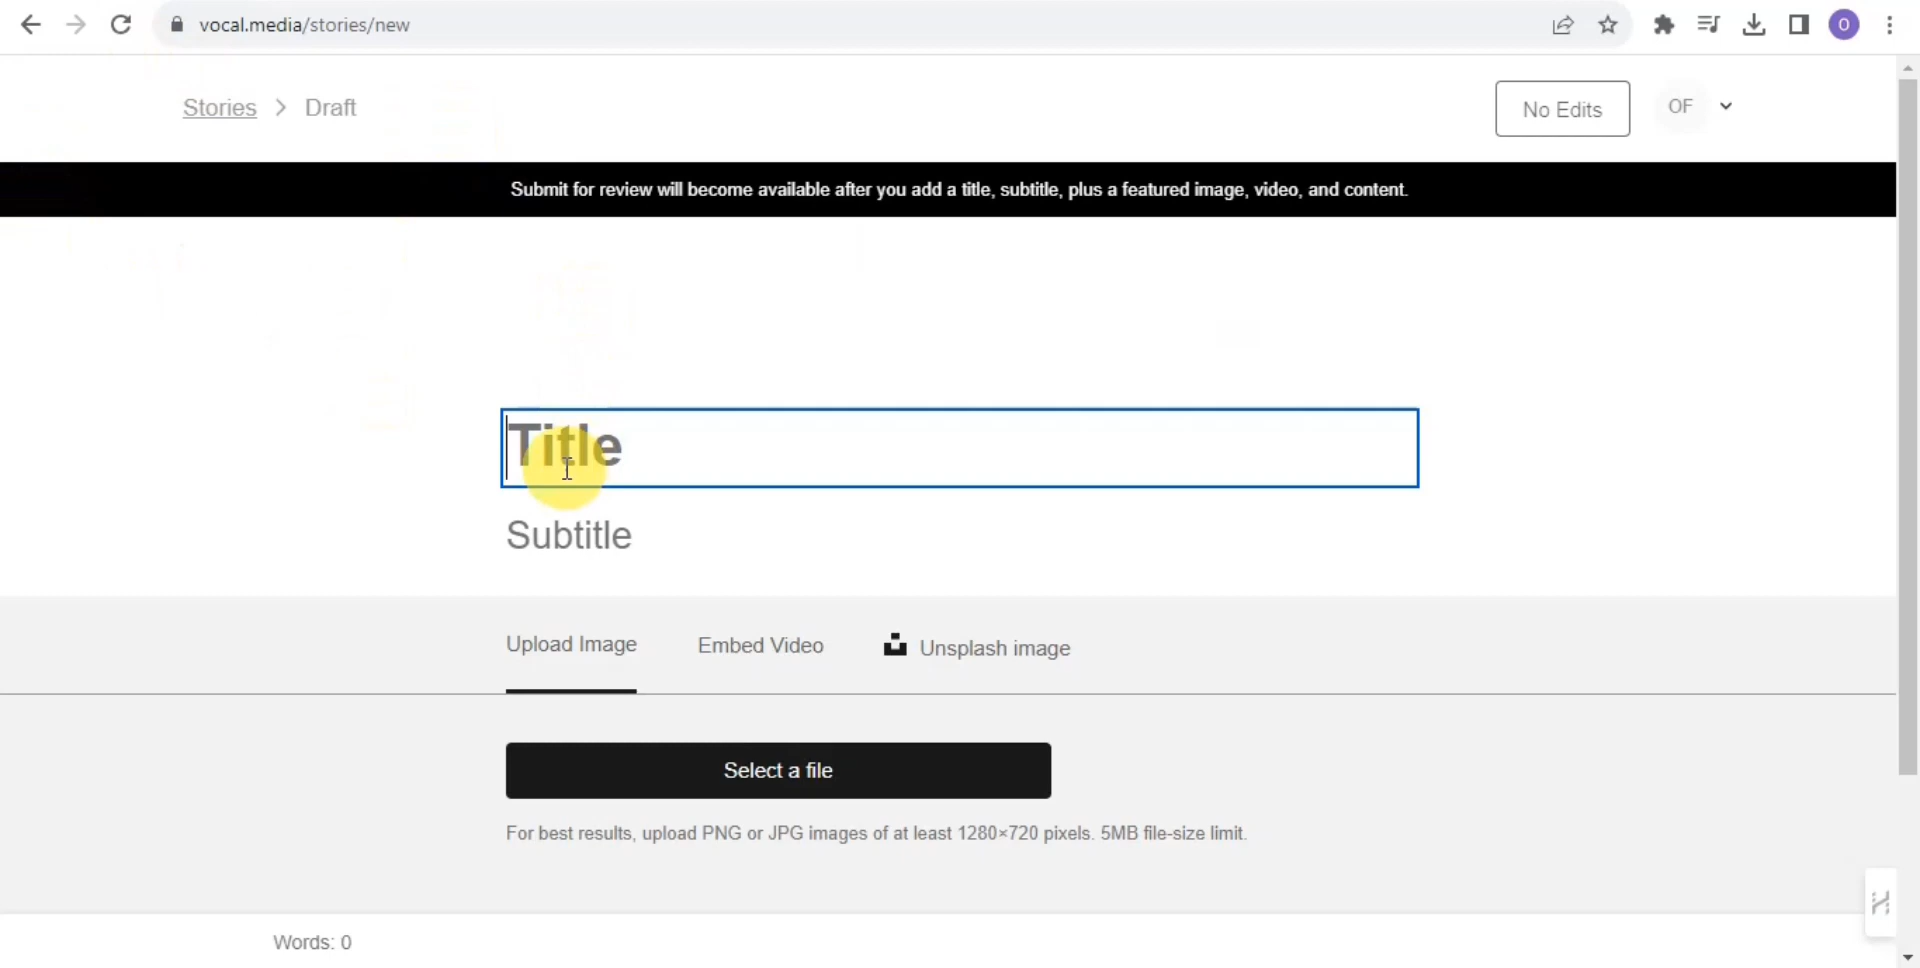 vocal.media/stories/new
O
Stories > Draft
No Edits
OF
Submit for review will become available after you add a title, subtitle, plus a featured image, video, and content.
Title
Subtitle
Upload Image
Embed Video
Unsplash image
Select a file
For best results, upload PNG or JPG images of at least 1280×720 pixels. 5MB file-size limit.
Words: 0